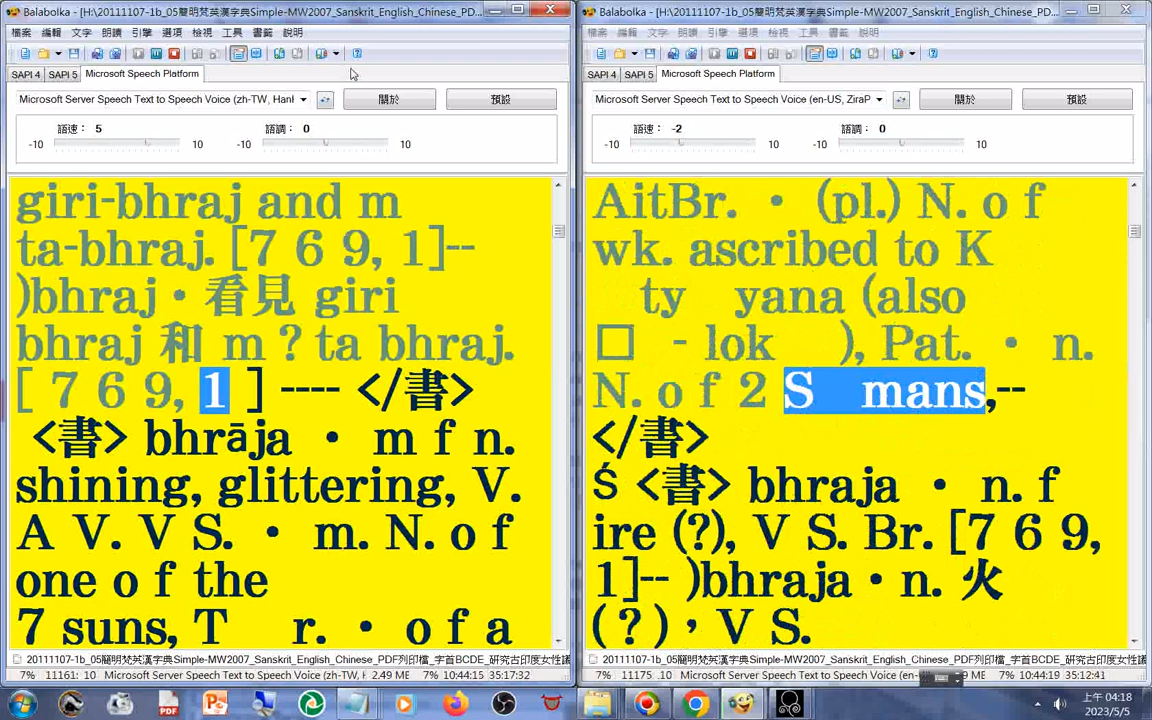 Balabolka - [H:\20111107-1b_05簡明梵英漢字典Simple-MW2007_Sanskrit_English_Chinese_PD...
檔案 編輯 文字 朗讀 引擎 選項 檢視 工具 書籤 說明
SAPI 4 SAPI 5 Microsoft Speech Platform
Microsoft Server Speech Text to Speech Voice (zh-TW, Hanl
關於 預設
語速： 5 語調： 0
-10 10 -10 10
giri-bhraj and m
ta-bhraj. [7 6 9, 1]--
)bhraj • 看見 giri
bhraj 和 m ? ta bhraj.
[ 7 6 9, 1 ] ---- </書>
<書> bhrāja • m f n.
shining, glittering, V.
A V. V S. • m. N. o f
one o f the
7 suns, T r. • o f a
20111107-1b_05簡明梵英漢字典Simple-MW2007_Sanskrit_English_Chinese_PDF列印檔_字首BCDE_研究古印度女性議
7% 11161: 10 Microsoft Server Speech Text to Speech Voice (zh-TW, H 2.49 ME 7% 10:44:15 35:17:32
Balabolka - [H:\20111107-1b_05簡明梵英漢字典Simple-MW2007_Sanskrit_English_Chinese_PD...
檔案 編輯 文字 朗讀 引擎 選項 檢視 工具 書籤 說明
SAPI 4 SAPI 5 Microsoft Speech Platform
Microsoft Server Speech Text to Speech Voice (en-US, ZiraP
關於 預設
語速： -2 語調： 0
-10 10 -10 10
AitBr. • (pl.) N. o f
wk. ascribed to K
ty yana (also
□ - lok ), Pat. • n.
N. o f 2 S mans,--
</書>
Ś <書> bhraja • n. f
ire (?), V S. Br. [7 6 9,
1]-- )bhraja • n. 火
( ? ) , V S.
20111107-1b_05簡明梵英漢字典Simple-MW2007_Sanskrit_English_Chinese_PDF列印檔_字首BCDE_研究古印度女性議
7% 11175: 10 Microsoft Server Speech Text to Speech Voice (en-US, ME 7% 10:44:19 35:12:41
PDF
上午 04:18
2023/5/5